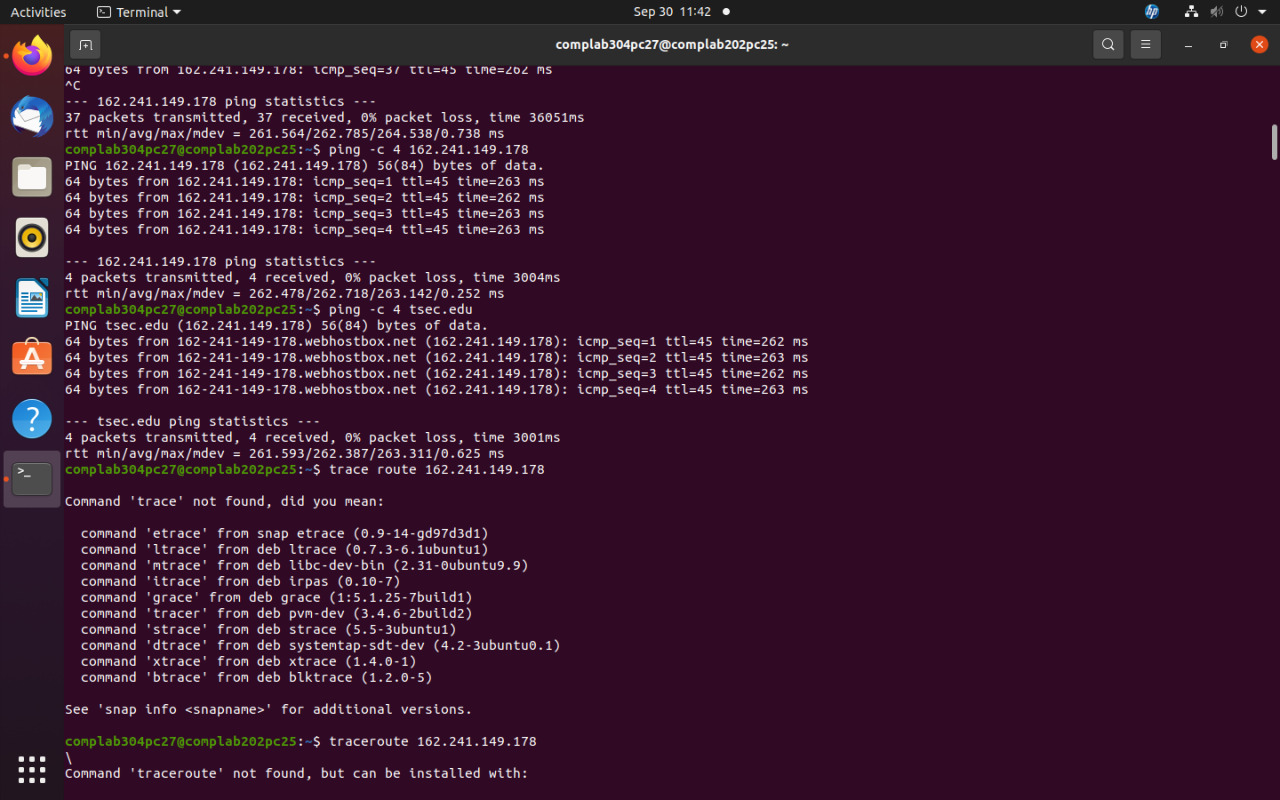 Activities
Terminal
Sep 30 11:42
hp
complab304pc27@complab202pc25: ~
64 bytes from 162.241.149.178: icmp_seq=37 ttl=45 time=262 ms
^C
--- 162.241.149.178 ping statistics ---
37 packets transmitted, 37 received, 0% packet loss, time 36051ms
rtt min/avg/max/mdev = 261.564/262.785/264.538/0.738 ms
complab304pc27@complab202pc25:~$ ping -c 4 162.241.149.178
PING 162.241.149.178 (162.241.149.178) 56(84) bytes of data.
64 bytes from 162.241.149.178: icmp_seq=1 ttl=45 time=263 ms
64 bytes from 162.241.149.178: icmp_seq=2 ttl=45 time=262 ms
64 bytes from 162.241.149.178: icmp_seq=3 ttl=45 time=263 ms
64 bytes from 162.241.149.178: icmp_seq=4 ttl=45 time=263 ms
--- 162.241.149.178 ping statistics ---
4 packets transmitted, 4 received, 0% packet loss, time 3004ms
rtt min/avg/max/mdev = 262.478/262.718/263.142/0.252 ms
complab304pc27@complab202pc25:~$ ping -c 4 tsec.edu
PING tsec.edu (162.241.149.178) 56(84) bytes of data.
64 bytes from 162-241-149-178.webhostbox.net (162.241.149.178): icmp_seq=1 ttl=45 time=262 ms
64 bytes from 162-241-149-178.webhostbox.net (162.241.149.178): icmp_seq=2 ttl=45 time=263 ms
64 bytes from 162-241-149-178.webhostbox.net (162.241.149.178): icmp_seq=3 ttl=45 time=262 ms
64 bytes from 162-241-149-178.webhostbox.net (162.241.149.178): icmp_seq=4 ttl=45 time=263 ms
--- tsec.edu ping statistics ---
4 packets transmitted, 4 received, 0% packet loss, time 3001ms
rtt min/avg/max/mdev = 261.593/262.387/263.311/0.625 ms
complab304pc27@complab202pc25:~$ trace route 162.241.149.178
Command 'trace' not found, did you mean:
command 'etrace' from snap etrace (0.9-14-gd97d3d1)
command 'ltrace' from deb ltrace (0.7.3-6.1ubuntu1)
command 'mtrace' from deb libc-dev-bin (2.31-0ubuntu9.9)
command 'itrace' from deb irpas (0.10-7)
command 'grace' from deb grace (1:5.1.25-7build1)
command 'tracer' from deb pvm-dev (3.4.6-2build2)
command 'strace' from deb strace (5.5-3ubuntu1)
command 'dtrace' from deb systemtap-sdt-dev (4.2-3ubuntu0.1)
command 'xtrace' from deb xtrace (1.4.0-1)
command 'btrace' from deb blktrace (1.2.0-5)
See 'snap info <snapname>' for additional versions.
complab304pc27@complab202pc25:~$ traceroute 162.241.149.178
\
Command 'traceroute' not found, but can be installed with: